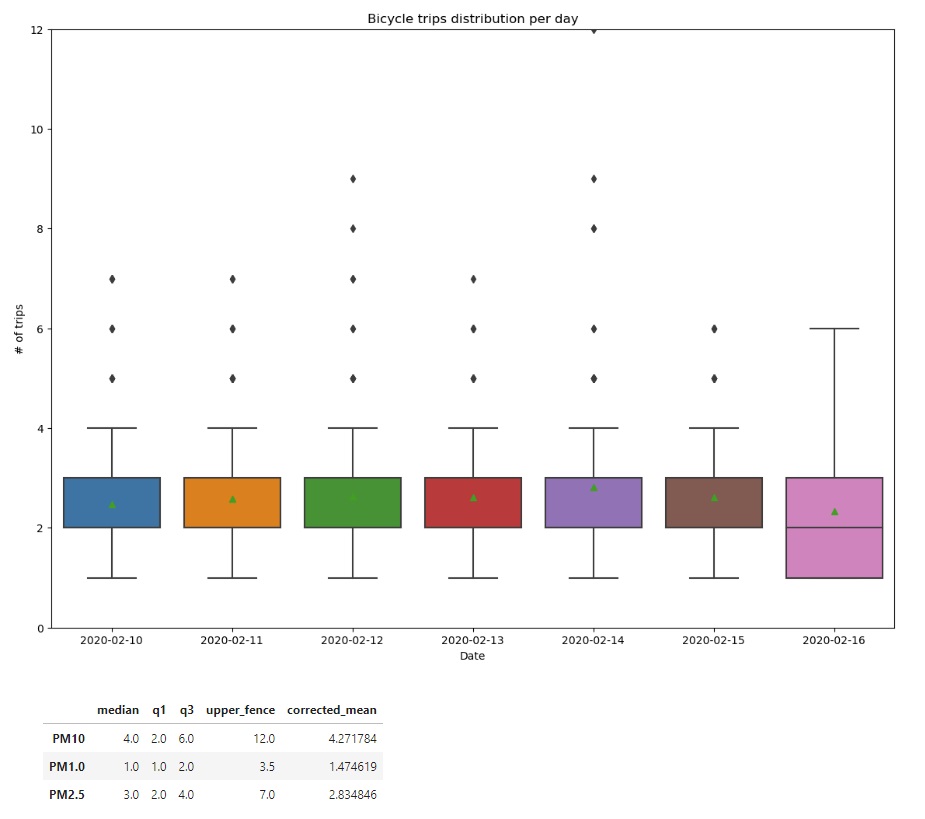 Bicycle trips distribution per day
12
10
8
6
4
2
0
# of trips
2020-02-10 2020-02-11 2020-02-12 2020-02-13 2020-02-14 2020-02-15 2020-02-16
Date
median q1 q3 upper_fence corrected_mean
PM10 4.0 2.0 6.0 12.0 4.271784
PM1.0 1.0 1.0 2.0 3.5 1.474619
PM2.5 3.0 2.0 4.0 7.0 2.834846